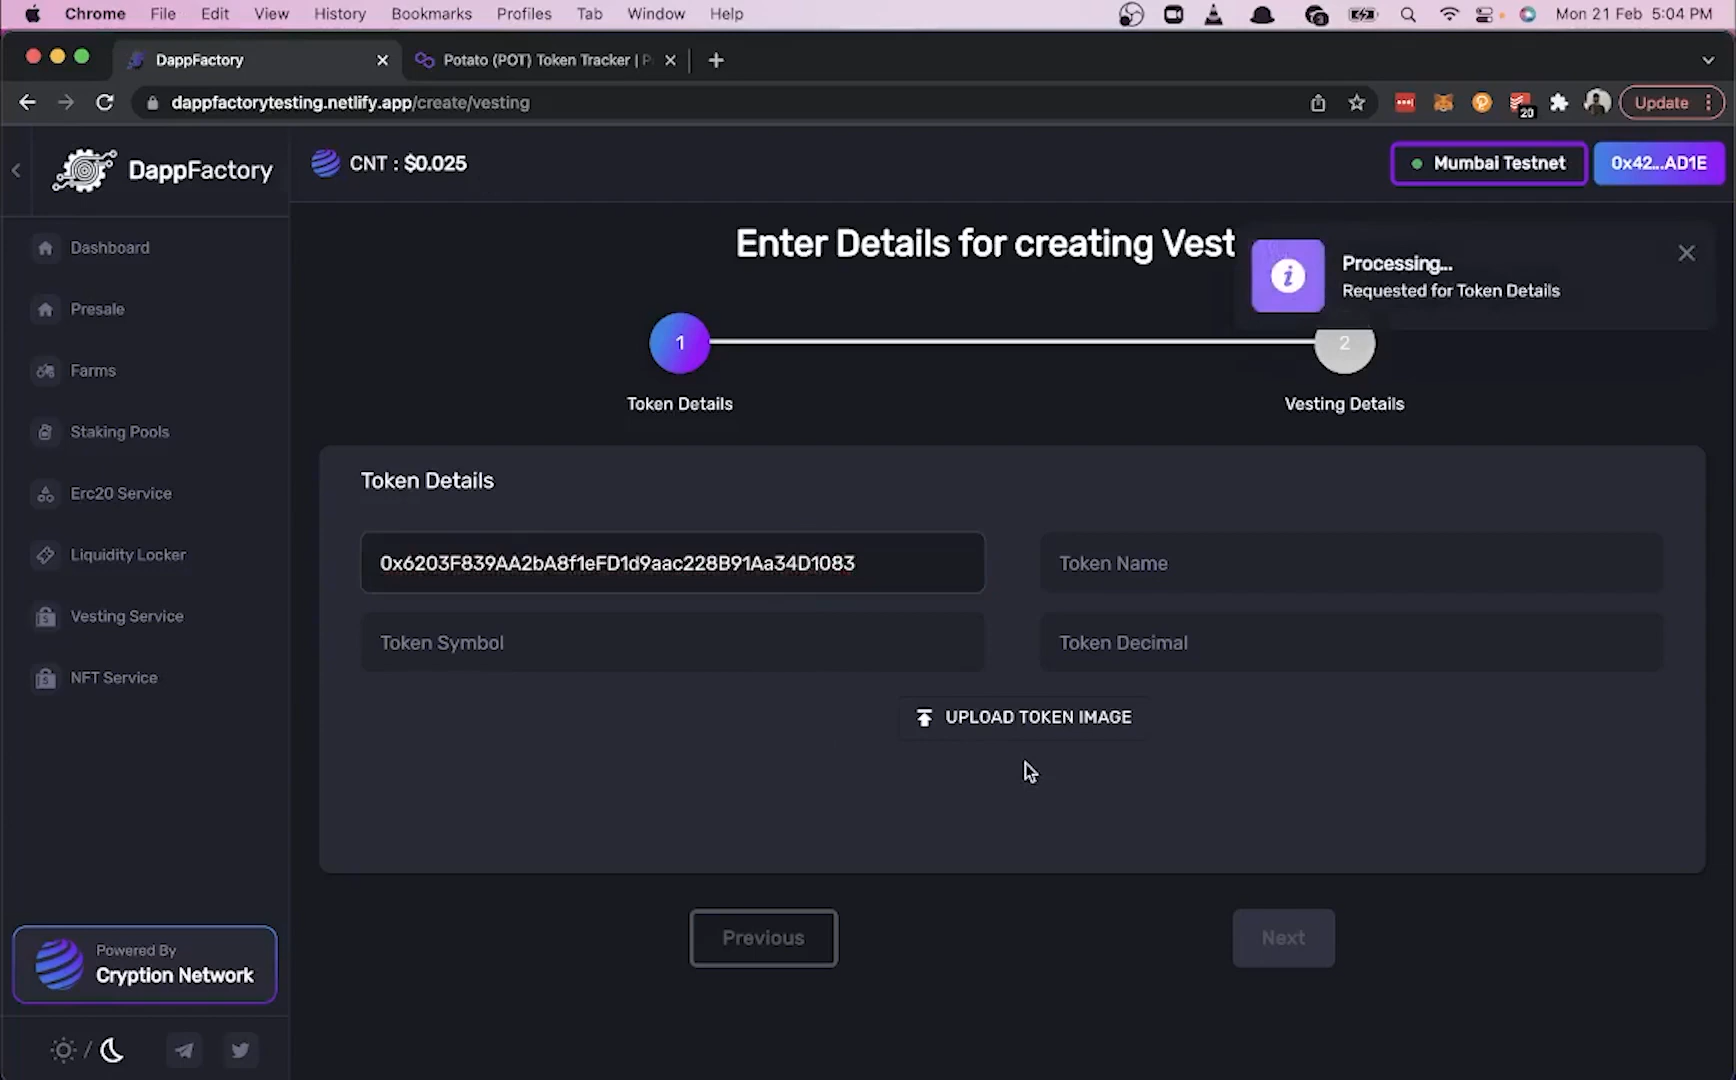 Chrome File Edit View History Bookmarks Profiles Tab Window Help Mon 21 Feb 5:04 PM
DappFactory Potato (POT) Token Tracker | P
dappfactorytesting.netlify.app/create/vesting 20 Update
DappFactory
CNT : $0.025
Mumbai Testnet
0x42...AD1E
Enter Details for creating Vest
Processing...
Requested for Token Details
1
2
Token Details
Vesting Details
Dashboard
Presale
Farms
Staking Pools
Erc20 Service
Liquidity Locker
Vesting Service
NFT Service
Token Details
0x6203F839AA2bA8f1eFD1d9aac228B91Aa34D1083
Token Name
Token Symbol
Token Decimal
UPLOAD TOKEN IMAGE
Previous
Next
Powered By
Cryption Network
/